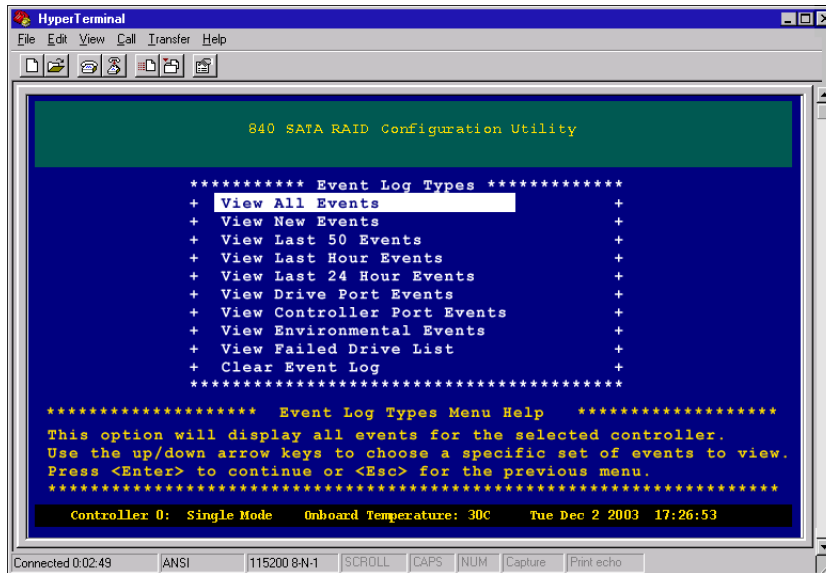 HyperTerminal
File Edit View Call Transfer Help
840 SATA RAID Configuration Utility
*********** Event Log Types *************
+ View All Events +
+ View New Events +
+ View Last 50 Events +
+ View Last Hour Events +
+ View Last 24 Hour Events +
+ View Drive Port Events +
+ View Controller Port Events +
+ View Environmental Events +
+ View Failed Drive List +
+ Clear Event Log +
*****************************************
******************** Event Log Types Menu Help *******************
This option will display all events for the selected controller.
Use the up/down arrow keys to choose a specific set of events to view.
Press <Enter> to continue or <Esc> for the previous menu.
*********************************************************************
Controller 0: Single Mode Onboard Temperature: 30C Tue Dec 2 2003 17:26:53
Connected 0:02:49 ANSI 115200 8-N-1 SCROLL CAPS NUM Capture Print echo